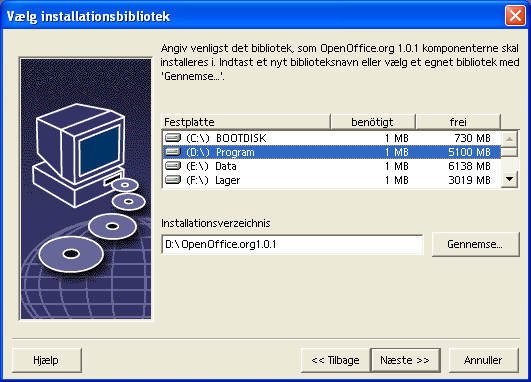 Vælg installationsbibliotek
Angiv venligst det bibliotek, som OpenOffice.org 1.0.1 komponenterne skal
installeres i. Indtast et nyt biblioteksnavn eller vælg et egnet bibliotek med
'Gennemse...'.
Festplatte benötigt frei
(C:\) BOOTDISK 1 MB 730 MB
(D:\) Program 1 MB 5100 MB
(E:\) Data 1 MB 6138 MB
(F:\) Lager 1 MB 3019 MB
Installationsverzeichnis
D:\OpenOffice.org1.0.1 Gennemse...
Hjælp << Tilbage Næste >> Annuller